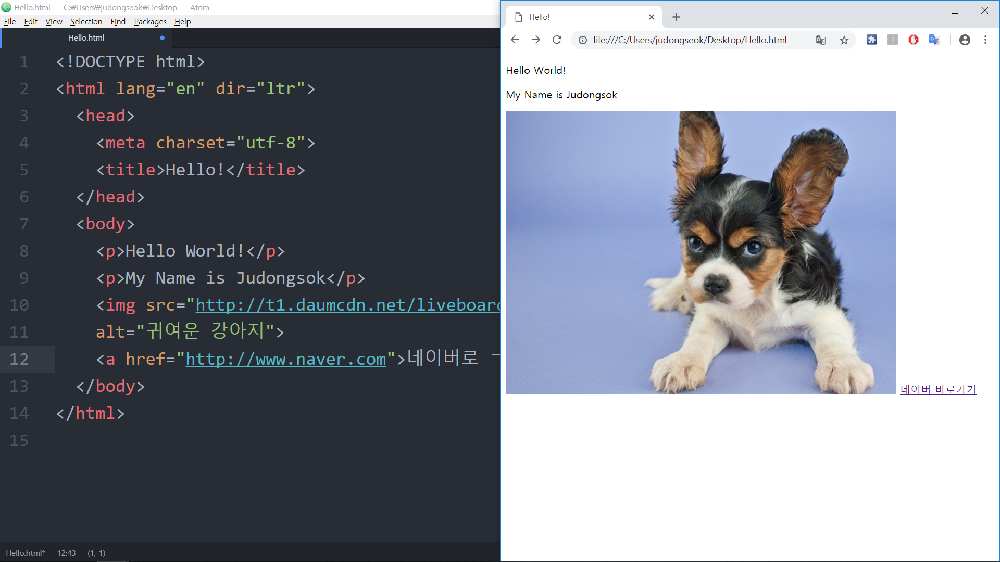 Hello.html — C:₩Users₩judongseok₩Desktop — Atom
File Edit View Selection Find Packages Help
Hello.html
1 <!DOCTYPE html>
2 <html lang="en" dir="ltr">
3 <head>
4 <meta charset="utf-8">
5 <title>Hello!</title>
6 </head>
7 <body>
8 <p>Hello World!</p>
9 <p>My Name is Judongsok</p>
10 <img src="http://t1.daumcdn.net/liveboard
11 alt="귀여운 강아지">
12 <a href="http://www.naver.com">네이버로
13 </body>
14 </html>
15
Hello.html* 12:43 (1, 1)
Hello!
file:///C:/Users/judongseok/Desktop/Hello.html
Hello World!
My Name is Judongsok
네이버 바로가기